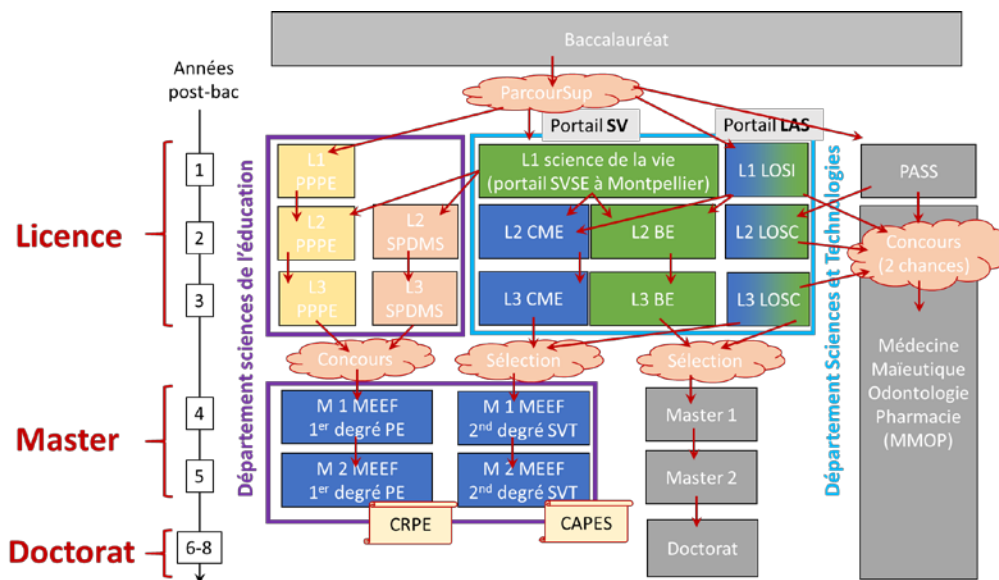 Baccalauréat
Années
post-bac
ParcourSup
Portail SV
Portail LAS
Licence
Master
Doctorat
1
2
3
4
5
6-8
Département sciences de l'éducation
L1
PPPE
L2
PPPE
L3
PPPE
L2
SPDMS
L3
SPDMS
L1 science de la vie
(portail SVSE à Montpellier)
L1 LOSI
L2 CME
L2 BE
L2 LOSC
L3 CME
L3 BE
L3 LOSC
Département Sciences et Technologies
PASS
Concours
(2 chances)
Médecine
Maïeutique
Odontologie
Pharmacie
(MMOP)
Concours
Sélection
Sélection
M 1 MEEF
1er degré PE
M 1 MEEF
2nd degré SVT
Master 1
M 2 MEEF
1er degré PE
M 2 MEEF
2nd degré SVT
Master 2
CRPE
CAPES
Doctorat